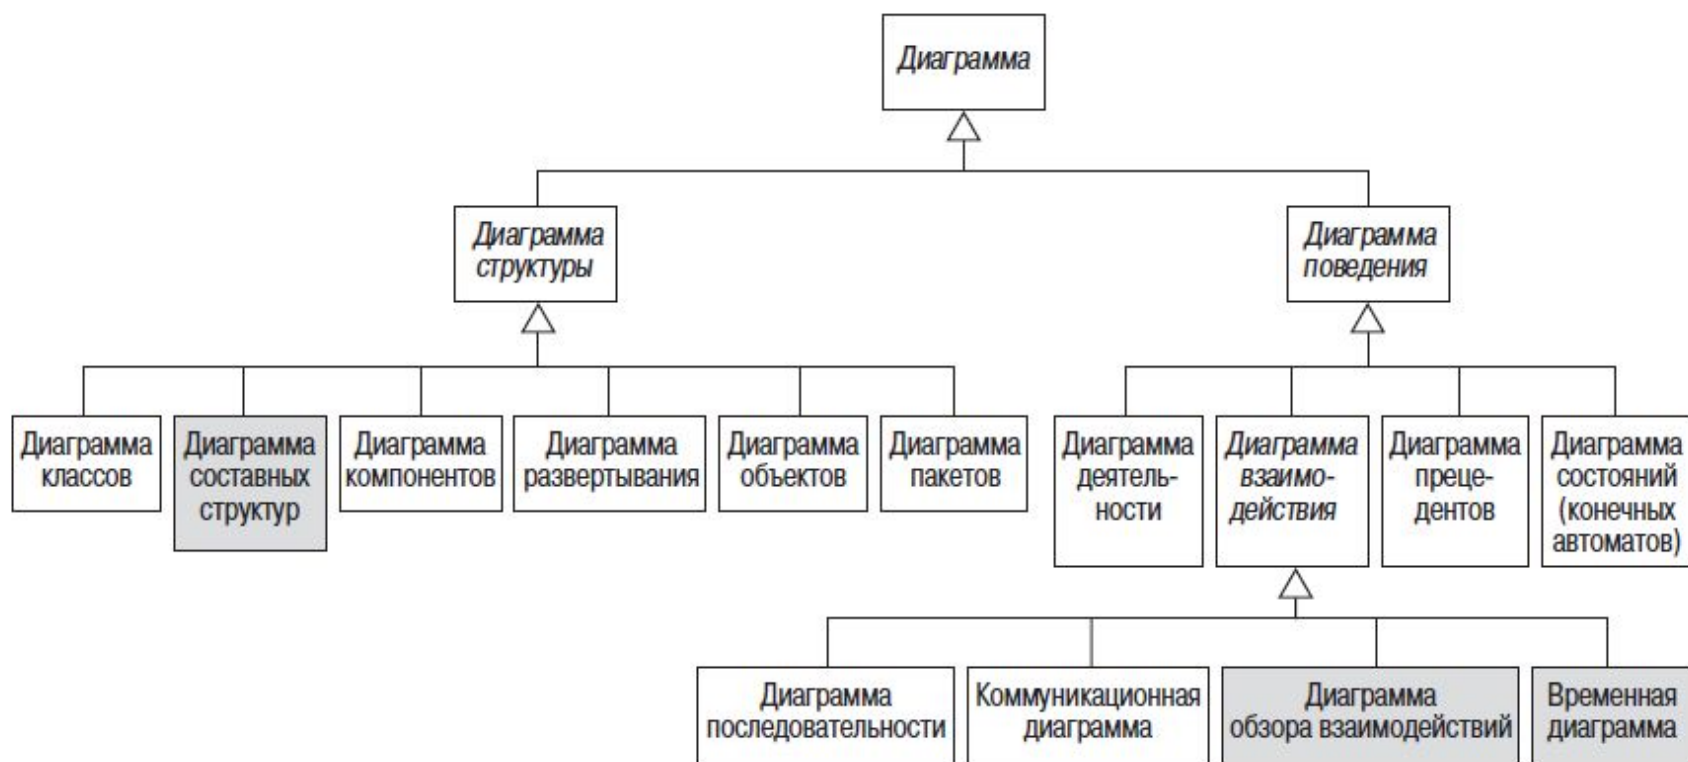 Диаграмма
Диаграмма
структуры
Диаграмма
поведения
Диаграмма
классов
Диаграмма
составных
структур
Диаграмма
компонентов
Диаграмма
развертывания
Диаграмма
объектов
Диаграмма
пакетов
Диаграмма
деятель-
ности
Диаграмма
взаимо-
действия
Диаграмма
преце-
дентов
Диаграмма
состояний
(конечных
автоматов)
Диаграмма
последовательности
Коммуникационная
диаграмма
Диаграмма
обзора взаимодействий
Временная
диаграмма